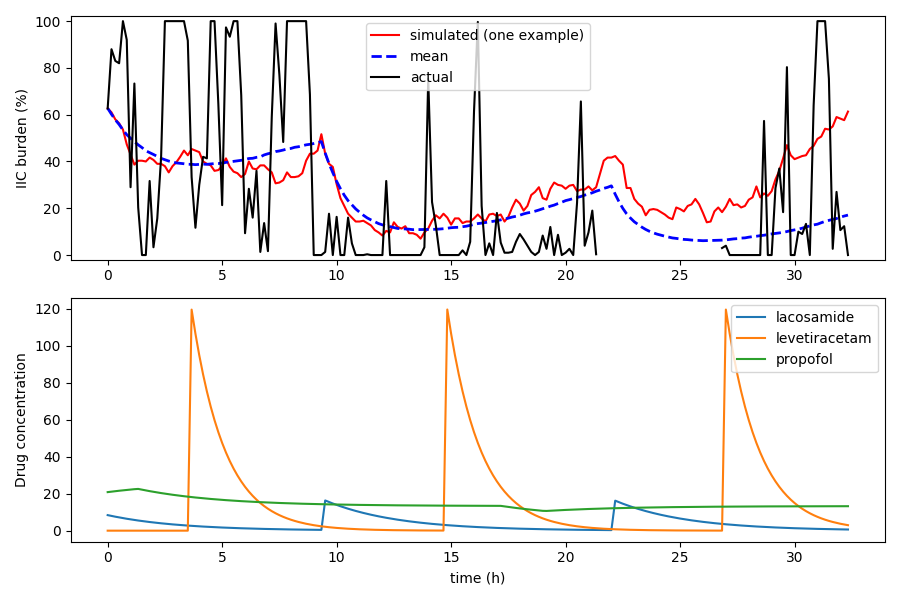 IIC burden (%)
100
80
60
40
20
0
simulated (one example)
mean
actual
0 5 10 15 20 25 30
Drug concentration
120
100
80
60
40
20
0
lacosamide
levetiracetam
propofol
0 5 10 15 20 25 30
time (h)